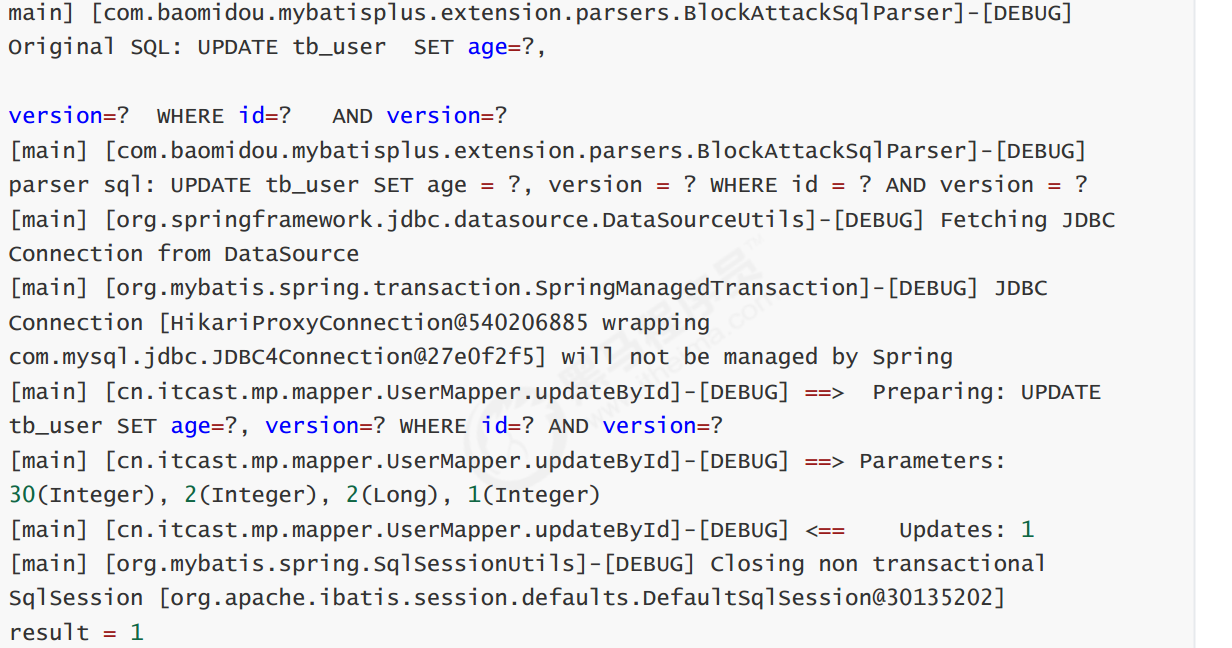 main] [com.baomidou.mybatisplus.extension.parsers.BlockAttackSqlParser]-[DEBUG]
Original SQL: UPDATE tb_user  SET age=?,
version=?  WHERE id=?   AND version=?
[main] [com.baomidou.mybatisplus.extension.parsers.BlockAttackSqlParser]-[DEBUG]
parser sql: UPDATE tb_user SET age = ?, version = ? WHERE id = ? AND version = ?
[main] [org.springframework.jdbc.datasource.DataSourceUtils]-[DEBUG] Fetching JDBC
Connection from DataSource
[main] [org.mybatis.spring.transaction.SpringManagedTransaction]-[DEBUG] JDBC
Connection [HikariProxyConnection@540206885 wrapping
com.mysql.jdbc.JDBC4Connection@27e0f2f5] will not be managed by Spring
[main] [cn.itcast.mp.mapper.UserMapper.updateById]-[DEBUG] ==>  Preparing: UPDATE
tb_user SET age=?, version=? WHERE id=? AND version=?
[main] [cn.itcast.mp.mapper.UserMapper.updateById]-[DEBUG] ==> Parameters:
30(Integer), 2(Integer), 2(Long), 1(Integer)
[main] [cn.itcast.mp.mapper.UserMapper.updateById]-[DEBUG] <==    Updates: 1
[main] [org.mybatis.spring.SqlSessionUtils]-[DEBUG] Closing non transactional
SqlSession [org.apache.ibatis.session.defaults.DefaultSqlSession@30135202]
result = 1
黑马程序员